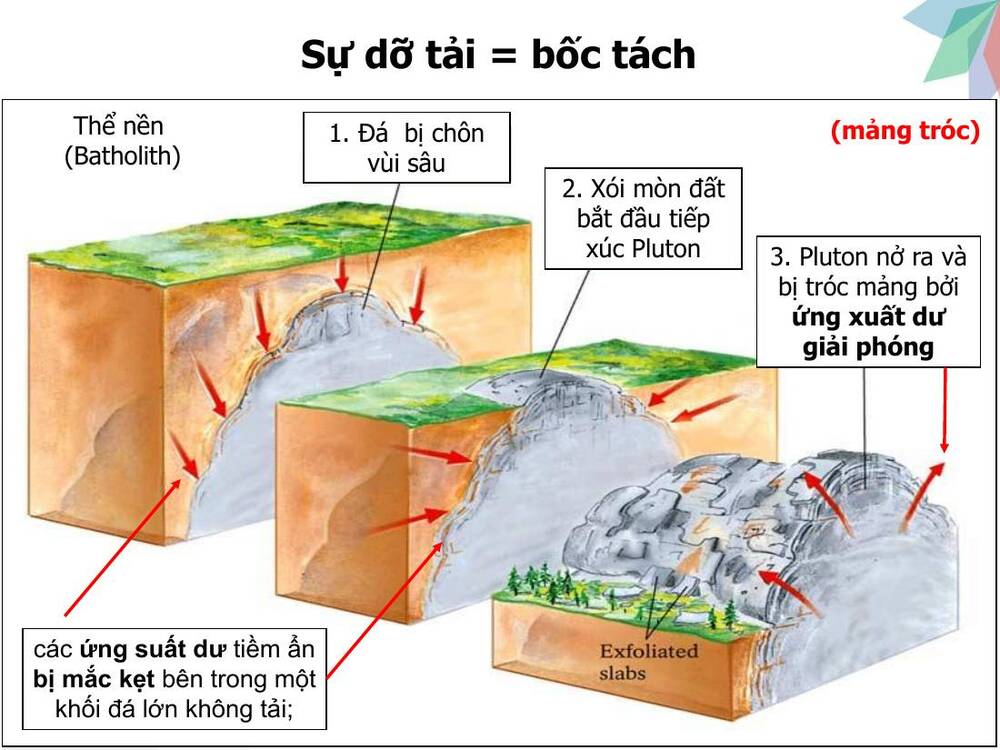 Sự dỡ tải = bốc tách
Thể nền
(Batholith)
1. Đá bị chôn
vùi sâu
(mảng tróc)
2. Xói mòn đất
bắt đầu tiếp
xúc Pluton
3. Pluton nở ra và
bị tróc mảng bởi
ứng xuất dư
giải phóng
các ứng suất dư tiềm ẩn
bị mắc kẹt bên trong một
khối đá lớn không tải;
Exfoliated
slabs